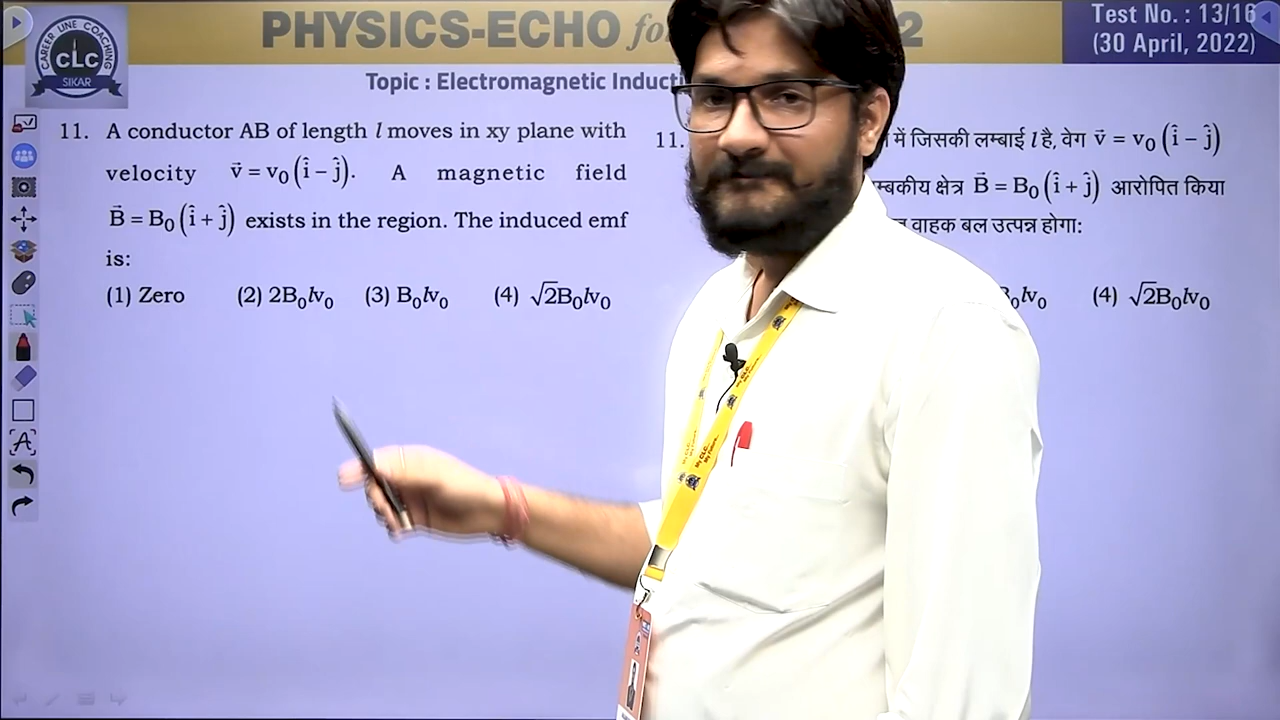 PHYSICS-ECHO for 2
Test No. : 13/16
(30 April, 2022)
CAREER LINE COACHING
CLC
SIKAR
Topic : Electromagnetic
11. A conductor AB of length l moves in xy plane with
velocity v⃗ = v₀(î − ĵ). A magnetic field
B⃗ = B₀(î + ĵ) exists in the region. The induced emf
is:
(1) Zero (2) 2B₀lv₀ (3) B₀lv₀ (4) √2B₀lv₀
11. में जिसकी लम्बाई l है, वेग v⃗ = v₀(î − ĵ)
क्षेत्र B⃗ = B₀(î + ĵ) आरोपित किया
वाहक बल उत्पन्न होगा:
lv₀ (4) √2B₀lv₀